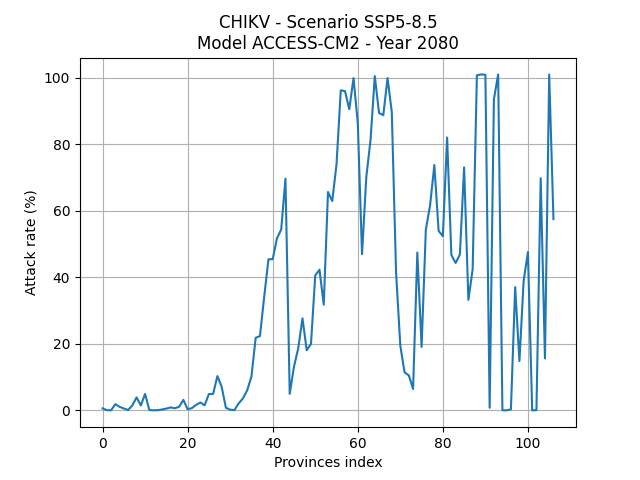 CHIKV - Scenario SSP5-8.5
Model ACCESS-CM2 - Year 2080
Attack rate (%)
100
80
60
40
20
0
0 20 40 60 80 100
Provinces index